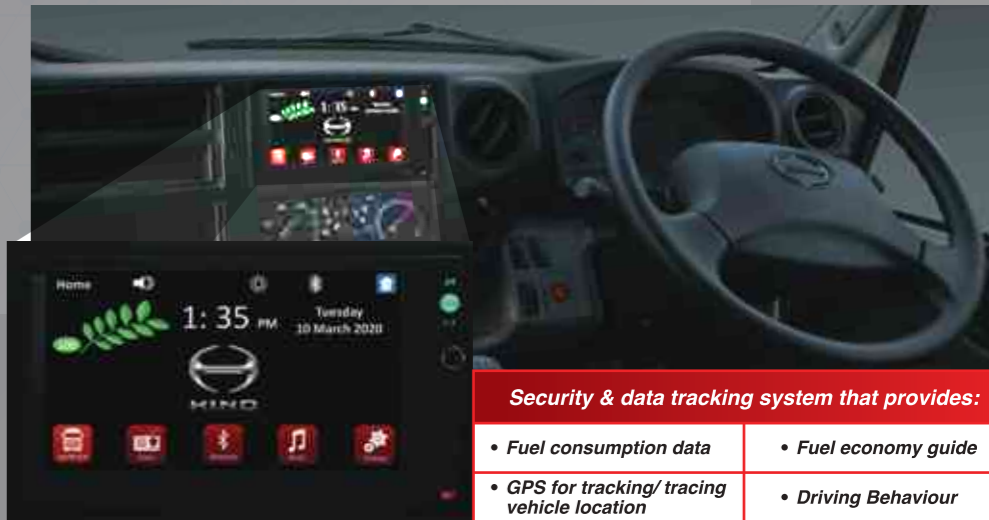 Home
1: 35 PM
Tuesday
10 March 2020
HINO
Security & data tracking system that provides:
• Fuel consumption data
• Fuel economy guide
• GPS for tracking/ tracing
vehicle location
• Driving Behaviour